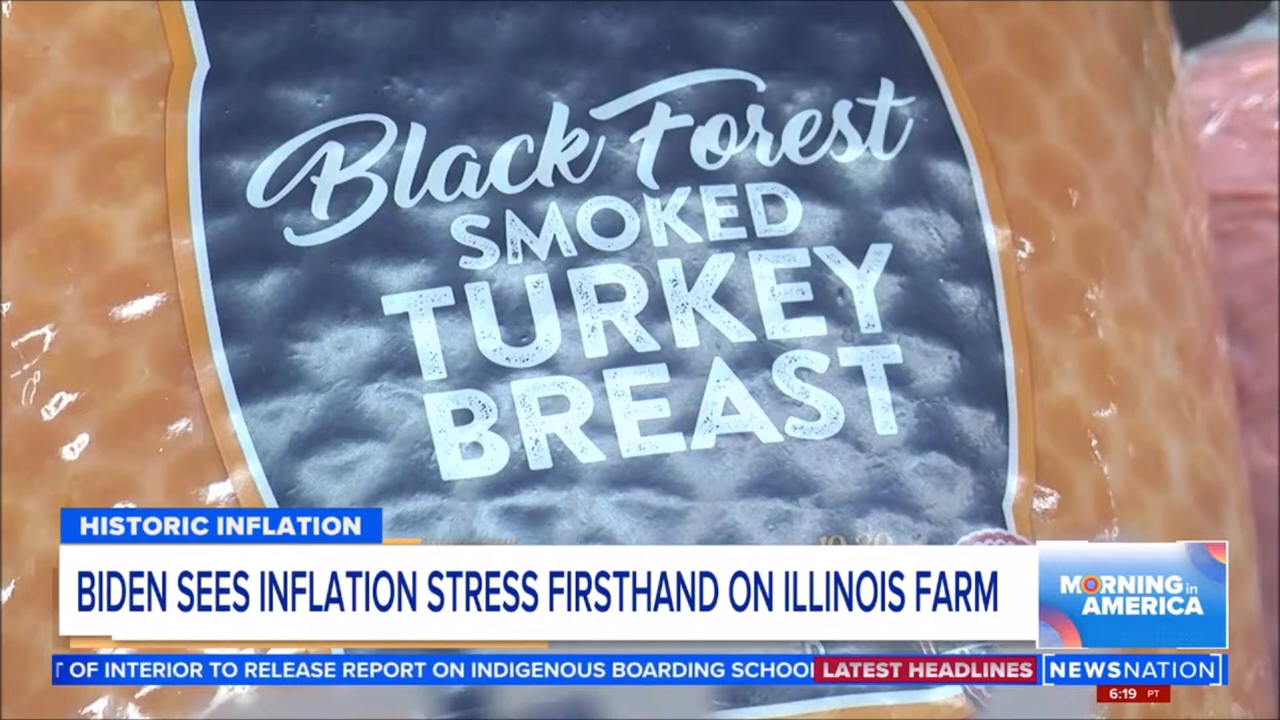 Black Forest
SMOKED
TURKEY
BREAST
HISTORIC INFLATION
BIDEN SEES INFLATION STRESS FIRSTHAND ON ILLINOIS FARM
MORNING in
AMERICA
OF INTERIOR TO RELEASE REPORT ON INDIGENOUS BOARDING SCHOO
LATEST HEADLINES
NEWSNATION
6:19 PT